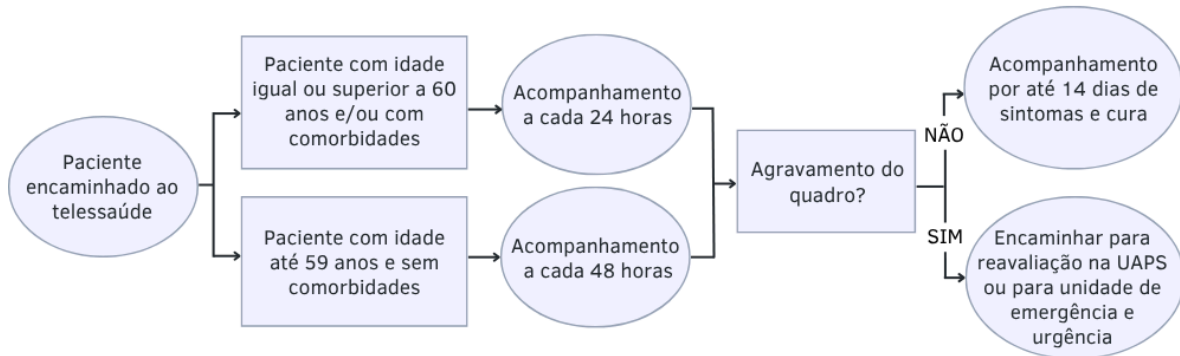 Paciente
encaminhado ao
telessaúde
Paciente com idade
igual ou superior a 60
anos e/ou com
comorbidades
Acompanhamento
a cada 24 horas
Paciente com idade
até 59 anos e sem
comorbidades
Acompanhamento
a cada 48 horas
Agravamento do
quadro?
NÃO
Acompanhamento
por até 14 dias de
sintomas e cura
SIM
Encaminhar para
reavaliação na UAPS
ou para unidade de
emergência e
urgência